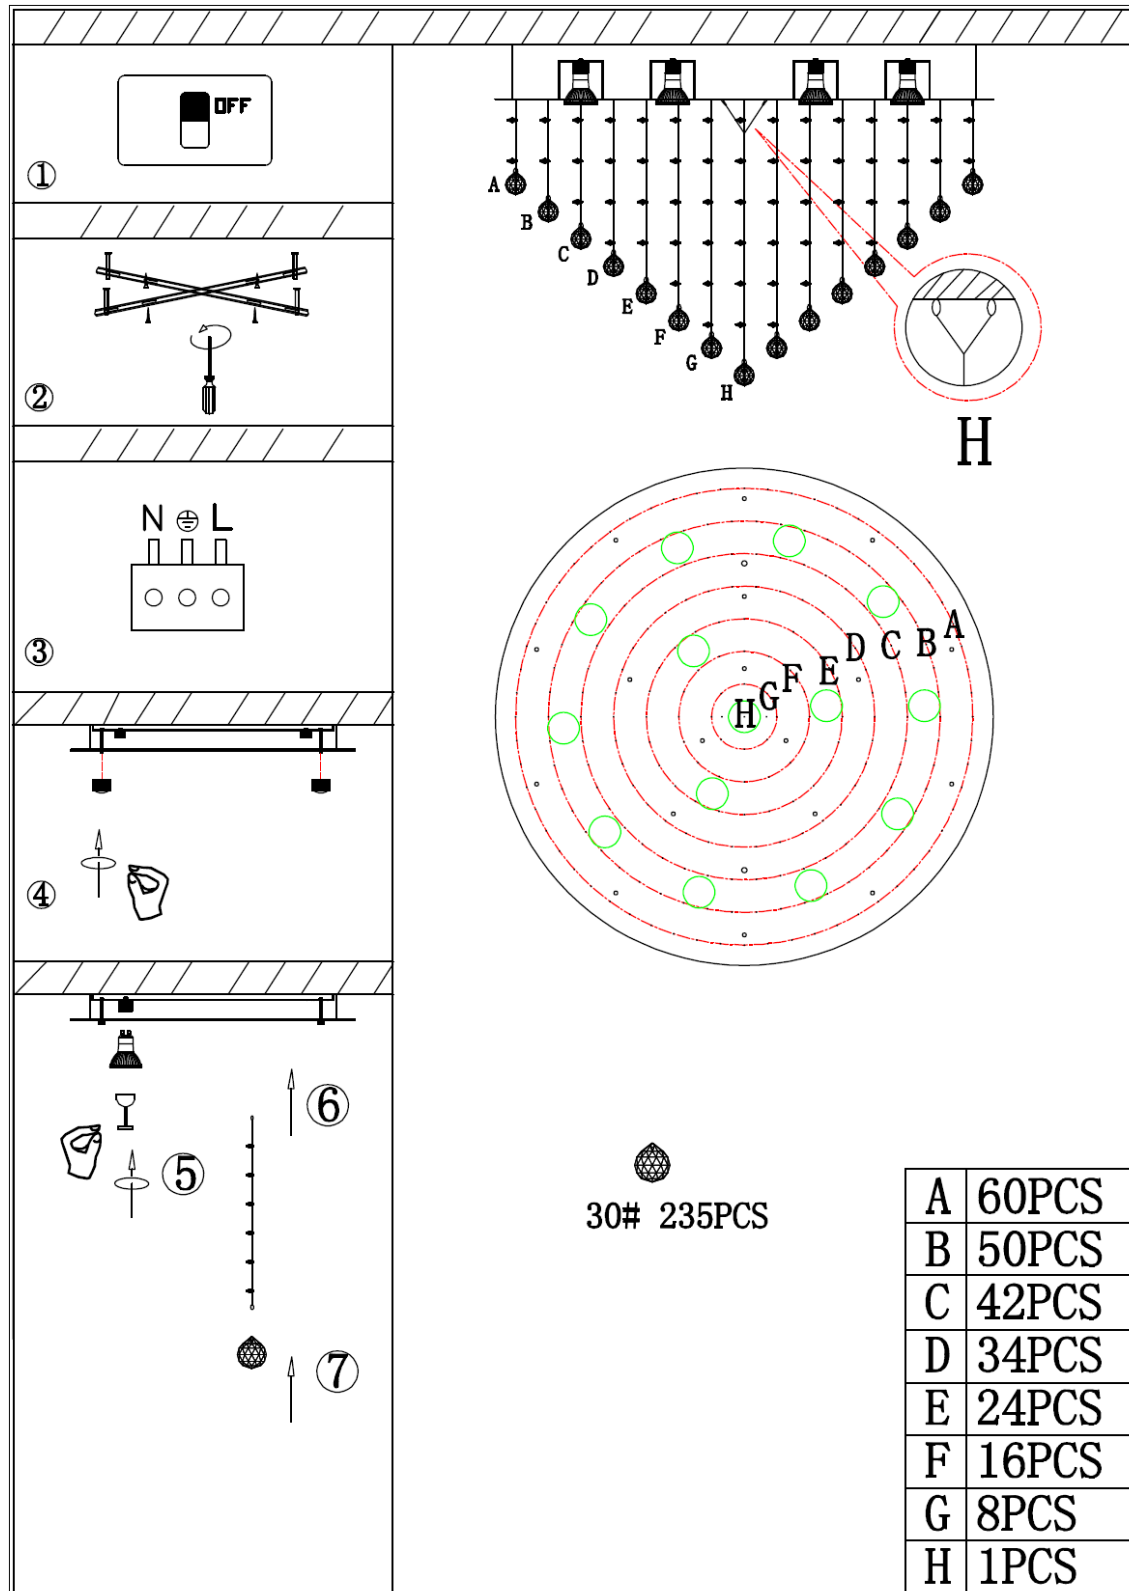 OFF
①
②
N ⏚ L
③
④
⑤
⑥
⑦
A
B
C
D
E
F
G
H
H
A
B
C
D
E
F
G
H
30# 235PCS
A 60PCS
B 50PCS
C 42PCS
D 34PCS
E 24PCS
F 16PCS
G 8PCS
H 1PCS